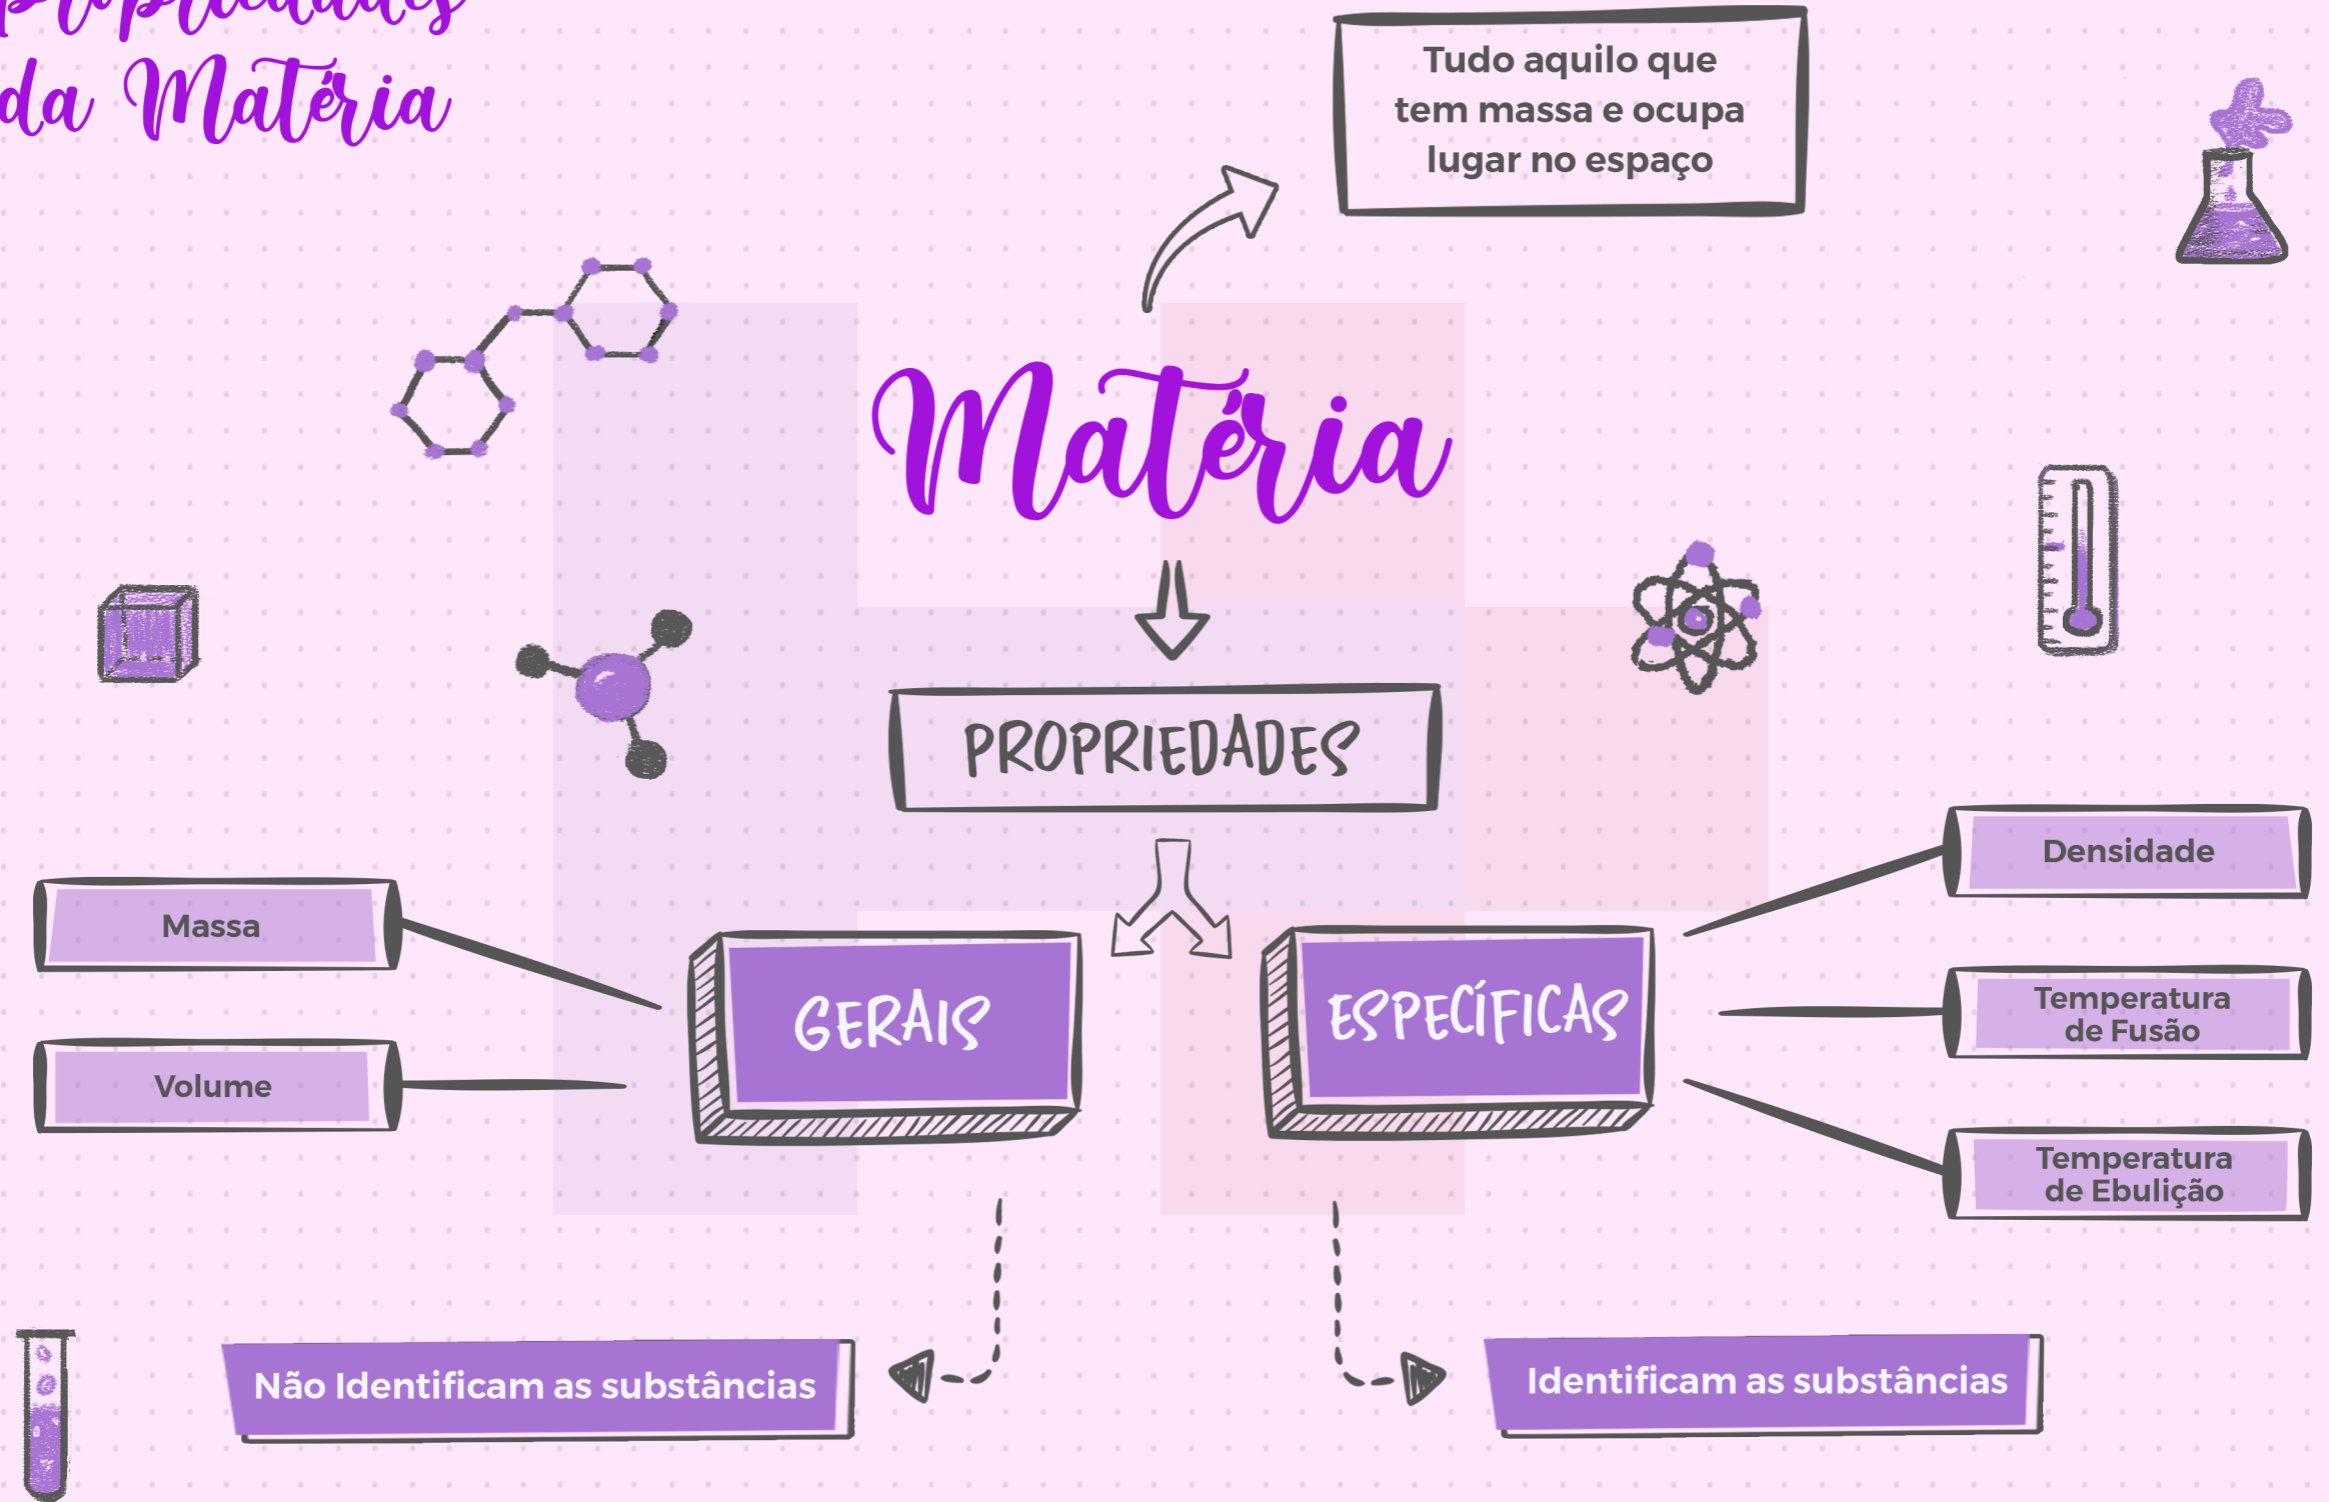 Propriedades
da Matéria
Tudo aquilo que
tem massa e ocupa
lugar no espaço
Matéria
PROPRIEDADES
Massa
Volume
GERAIS
ESPECÍFICAS
Densidade
Temperatura
de Fusão
Temperatura
de Ebulição
Não Identificam as substâncias
Identificam as substâncias